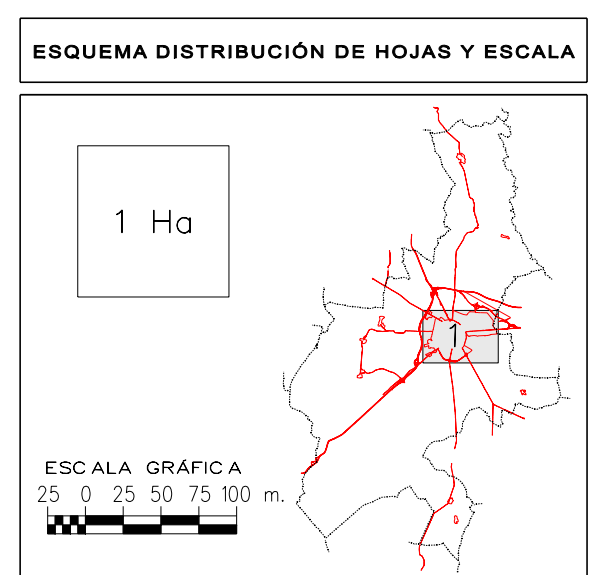 ESQUEMA DISTRIBUCIÓN DE HOJAS Y ESCALA
1 Ha
1
ESCALA GRÁFICA
25 0 25 50 75 100 m.